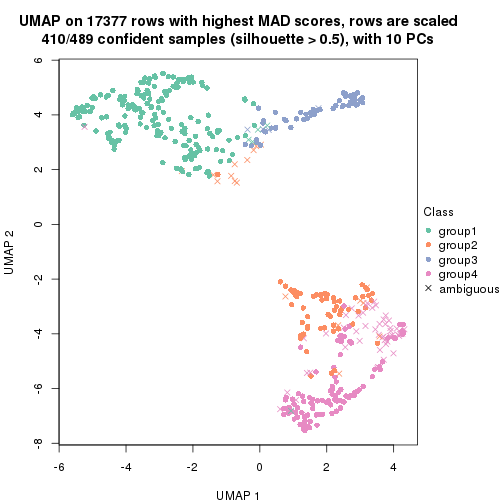 UMAP on 17377 rows with highest MAD scores, rows are scaled
410/489 confident samples (silhouette > 0.5), with 10 PCs
6
4
2
0
-2
-4
-6
-8
UMAP 2
-6
-4
-2
0
2
4
UMAP 1
Class
group1
group2
group3
group4
ambiguous